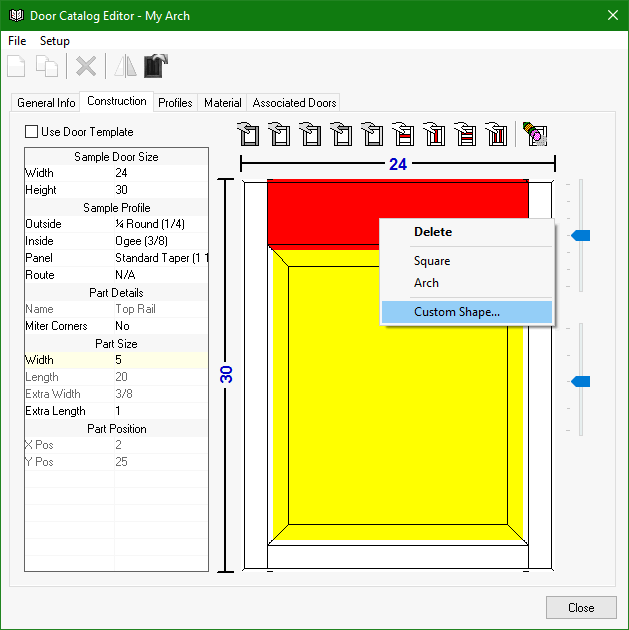 Door Catalog Editor - My Arch
File Setup
General Info Construction Profiles Material Associated Doors
Use Door Template
Sample Door Size
Width 24
Height 30
Sample Profile
Outside ¼ Round (1/4)
Inside Ogee (3/8)
Panel Standard Taper (1 1
Route N/A
Part Details
Name Top Rail
Miter Corners No
Part Size
Width 5
Length 20
Extra Width 3/8
Extra Length 1
Part Position
X Pos 2
Y Pos 25
24
30
Delete
Square
Arch
Custom Shape...
Close